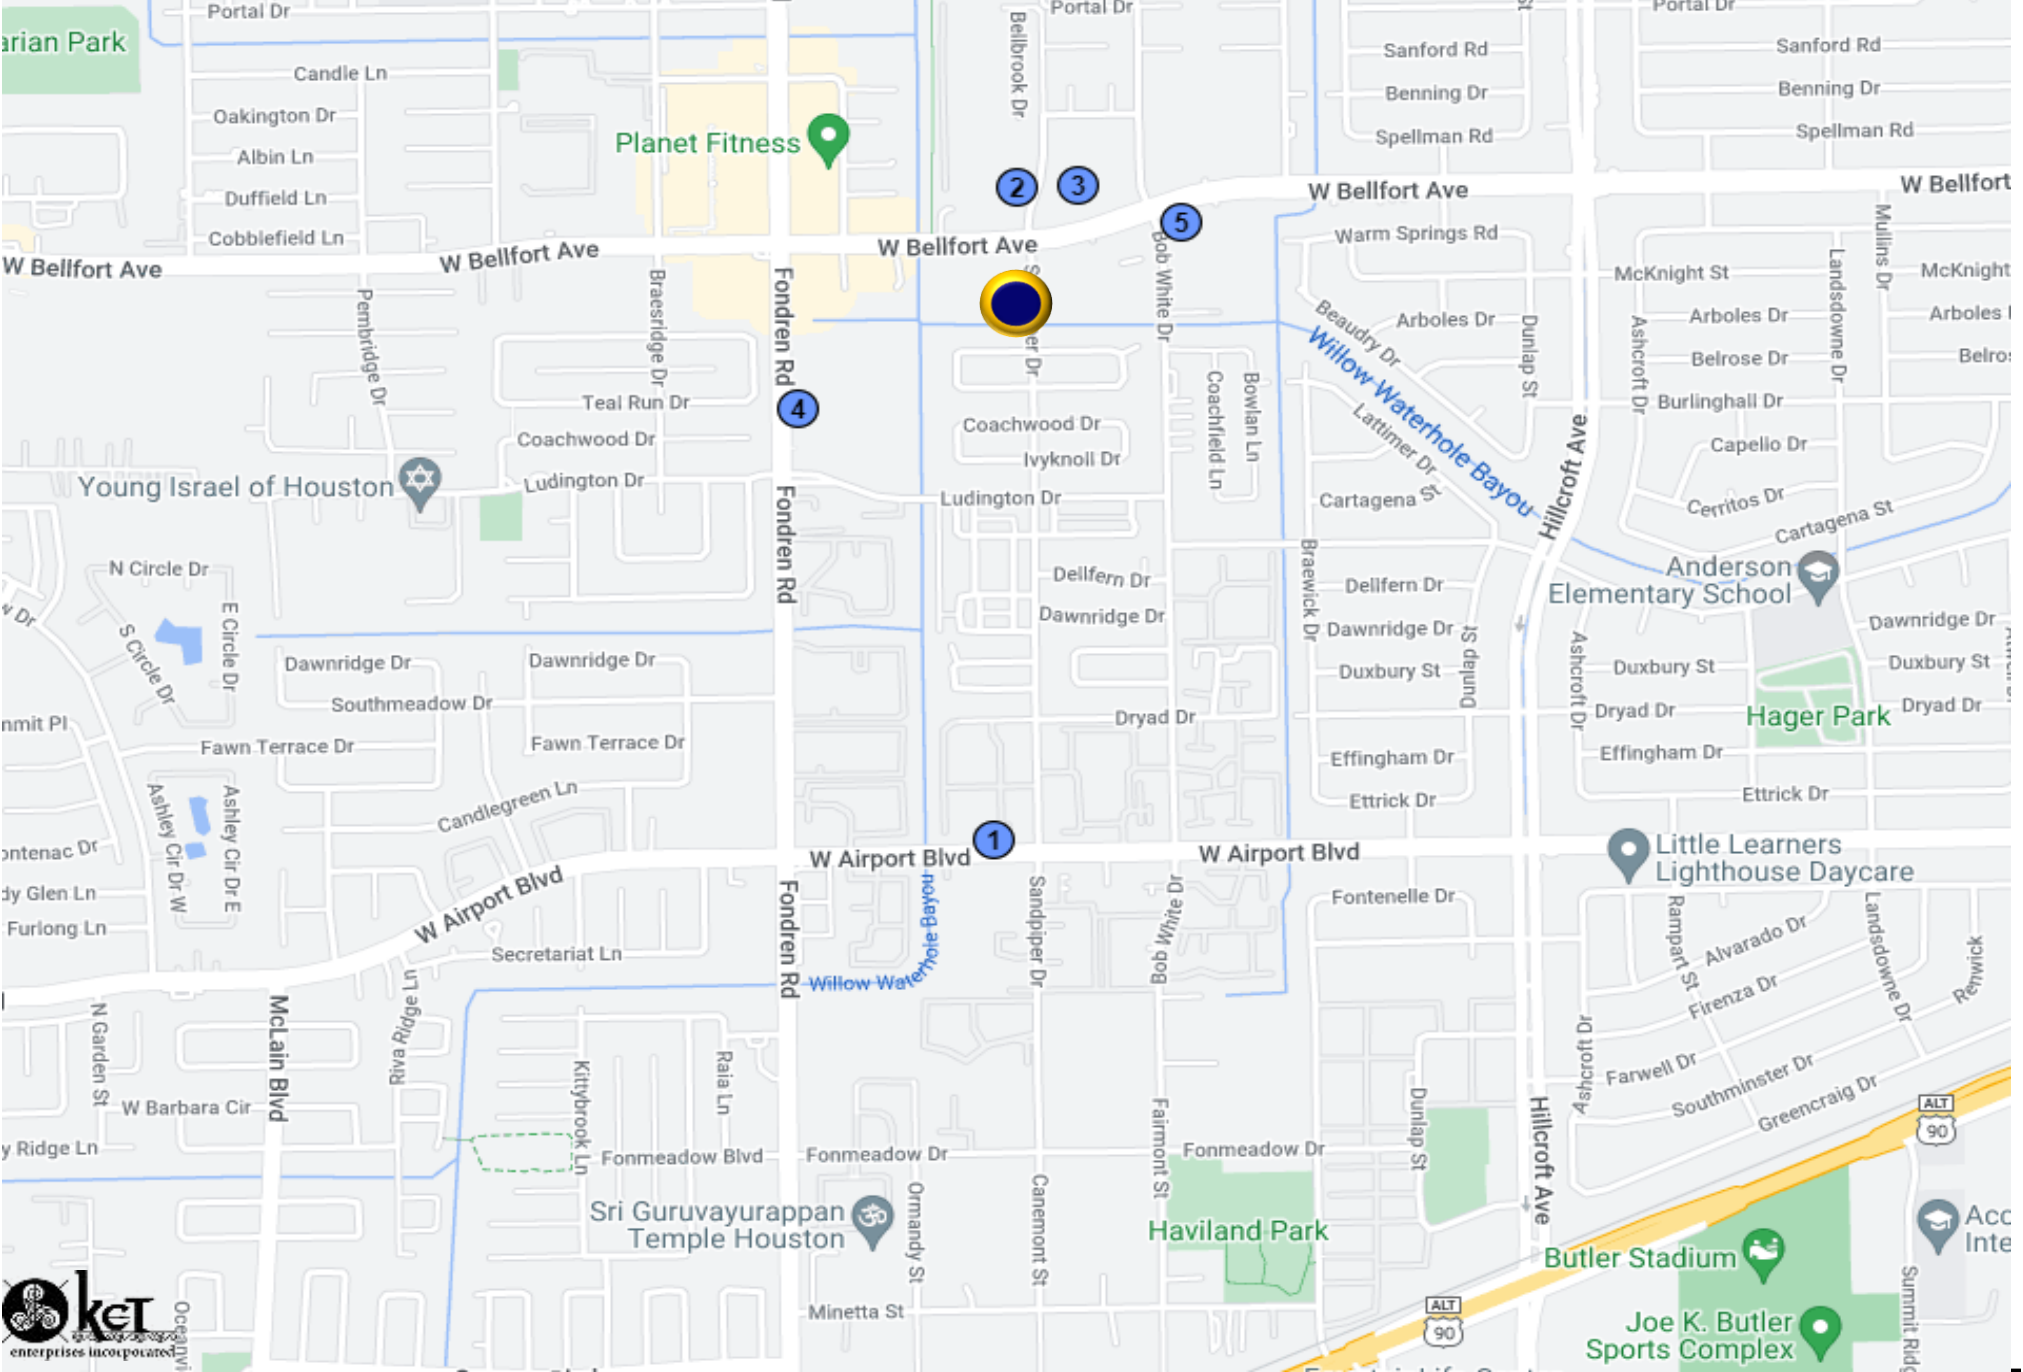 Portal Dr
Bellbrook Dr
Portal Dr
St
Portal Dr
arian Park
Sanford Rd
Sanford Rd
Candle Ln
Benning Dr
Benning Dr
Oakington Dr
Planet Fitness
Spellman Rd
Spellman Rd
Albin Ln
2
3
W Bellfort Ave
W Bellfort
Duffield Ln
5
Cobblefield Ln
W Bellfort Ave
W Bellfort Ave
W Bellfort Ave
Warm Springs Rd
Mullins Dr
McKnight St
McKnight
Pembridge Dr
Braesridge Dr
Fondren Rd
S
er Dr
Bob White Dr
Landsdowne Dr
Beaudry Dr
Arboles Dr
Dunlap St
Ashcroft Dr
Arboles Dr
Arboles
Belrose Dr
Belro
Willow Waterhole Bayou
Teal Run Dr
4
Coachfield Ln
Bowlan Ln
Burlinghall Dr
Coachwood Dr
Coachwood Dr
Lattimer Dr
Capello Dr
Ivyknoll Dr
Hillcroft Ave
Young Israel of Houston
Ludington Dr
Ludington Dr
Cartagena St
Cerritos Dr
Cartagena St
Fondren Rd
N Circle Dr
Dellfern Dr
Braewick Dr
Dellfern Dr
Anderson
Elementary School
w Dr
E Circle Dr
S Circle Dr
Dawnridge Dr
Dawnridge Dr
Dunlap St
Ashcroft Dr
Dawnridge Dr
Dawnridge Dr
Dawnridge Dr
Duxbury St
Duxbury St
Duxbury St
Southmeadow Dr
Dryad Dr
Dryad Dr
Hager Park
Dryad Dr
nmit Pl
Fawn Terrace Dr
Fawn Terrace Dr
Effingham Dr
Effingham Dr
Ashley Cir Dr W
Ashley Cir Dr E
Candlegreen Ln
Ettrick Dr
Ettrick Dr
ontenac Dr
1
W Airport Blvd
W Airport Blvd
Little Learners
Lighthouse Daycare
dy Glen Ln
W Airport Blvd
Fondren Rd
Willow Waterhole Bayou
Sandpiper Dr
Bob White Dr
Fontenelle Dr
Furlong Ln
Secretariat Ln
Rampart St
Alvarado Dr
Landsdowne Dr
Relwick
Firenza Dr
N Garden St
McLain Blvd
Riva Ridge Ln
Kittybrook Ln
Raia Ln
Ashcroft Dr
Farwell Dr
Southminster Dr
Greencraig Dr
W Barbara Cir
Fairmont St
Dunlap St
Hillcroft Ave
ALT
90
y Ridge Ln
Fonmeadow Blvd
Fonmeadow Dr
Fonmeadow Dr
Sri Guruvayurappan
Temple Houston
Ormandy St
Canemont St
Haviland Park
Acc
Inte
Butler Stadium
Summit Ridg
Minetta St
ALT
90
Joe K. Butler
Sports Complex
Oceanvi
KCT
enterprises incorporated